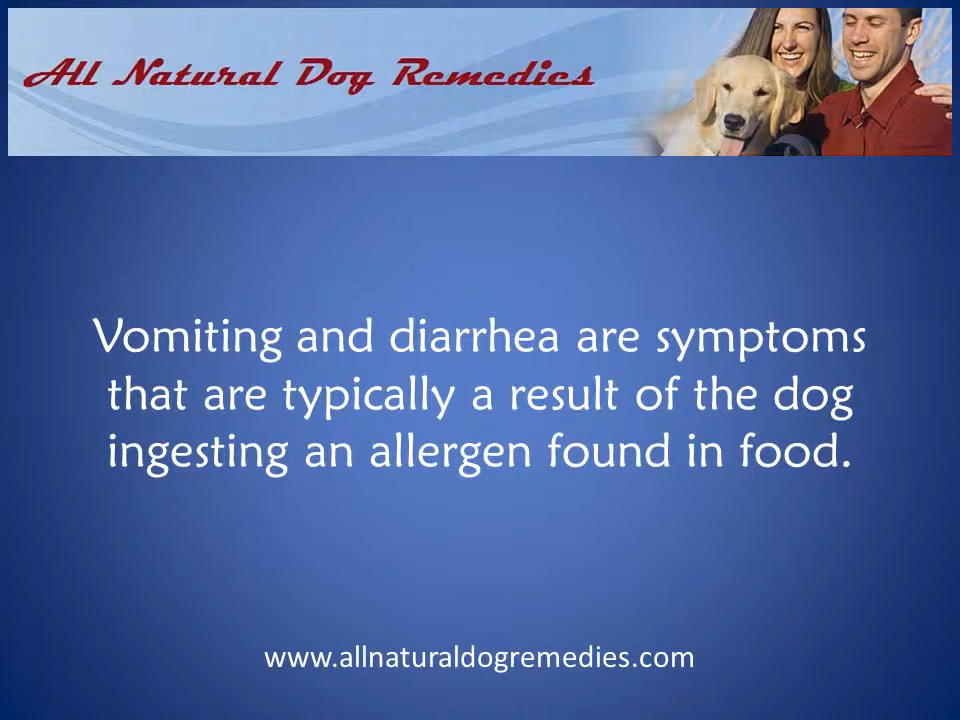 All Natural Dog Remedies
Vomiting and diarrhea are symptoms
that are typically a result of the dog
ingesting an allergen found in food.
www.allnaturaldogremedies.com